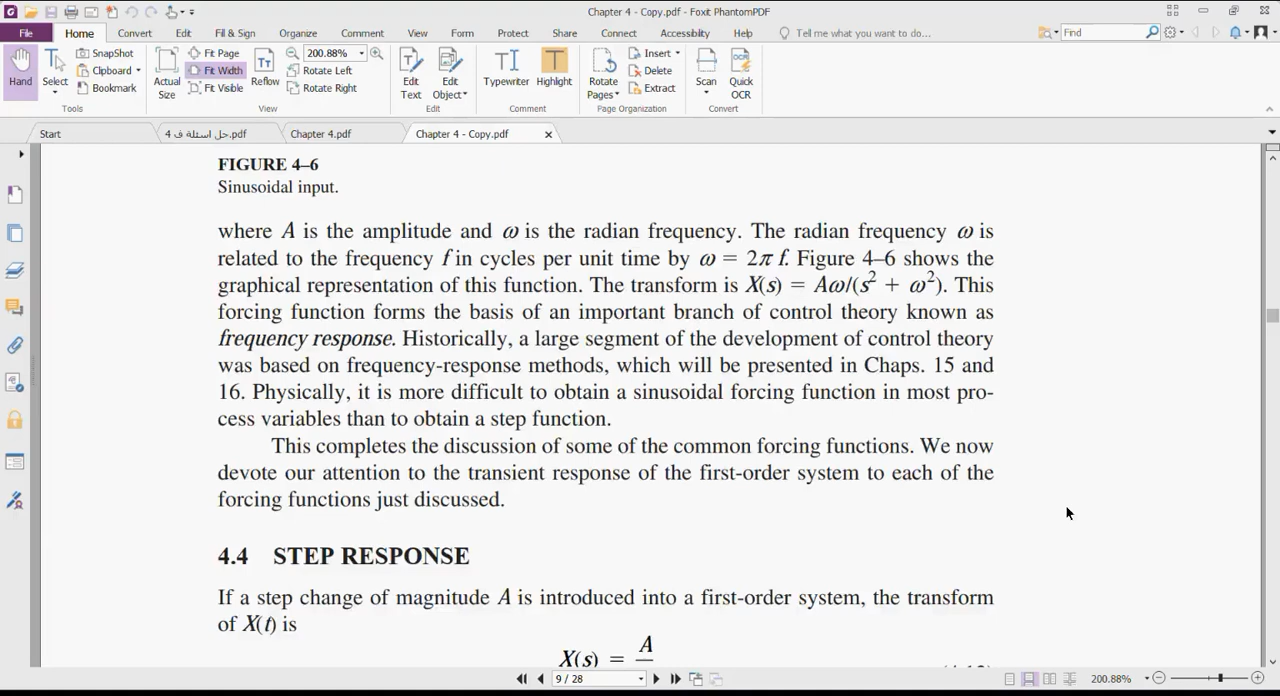 Chapter 4 - Copy.pdf - Foxit PhantomPDF
File Home Convert Edit Fill & Sign Organize Comment View Form Protect Share Connect Accessibility Help Tell me what you want to do... Find
Hand
Select
SnapShot
Clipboard
Bookmark
Tools
Actual Size
Fit Page
Fit Width
Fit Visible
Reflow
200.88%
Rotate Left
Rotate Right
View
Edit Text
Edit Object
Edit
Typewriter
Highlight
Comment
Rotate Pages
Insert
Delete
Extract
Page Organization
Scan
Quick OCR
Convert
Start
حل اسئلة ف 4.pdf
Chapter 4.pdf
Chapter 4 - Copy.pdf
FIGURE 4–6
Sinusoidal input.
where A is the amplitude and ω is the radian frequency. The radian frequency ω is
related to the frequency f in cycles per unit time by ω = 2π f. Figure 4–6 shows the
graphical representation of this function. The transform is X(s) = Aω/(s² + ω²). This
forcing function forms the basis of an important branch of control theory known as
frequency response. Historically, a large segment of the development of control theory
was based on frequency-response methods, which will be presented in Chaps. 15 and
16. Physically, it is more difficult to obtain a sinusoidal forcing function in most pro-
cess variables than to obtain a step function.
This completes the discussion of some of the common forcing functions. We now
devote our attention to the transient response of the first-order system to each of the
forcing functions just discussed.
4.4 STEP RESPONSE
If a step change of magnitude A is introduced into a first-order system, the transform
of X(t) is
A
X(s) =
9 / 28
200.88%